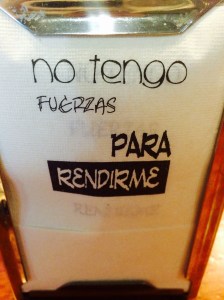 no tengo
FUERZAS
PARA
RENDIRME